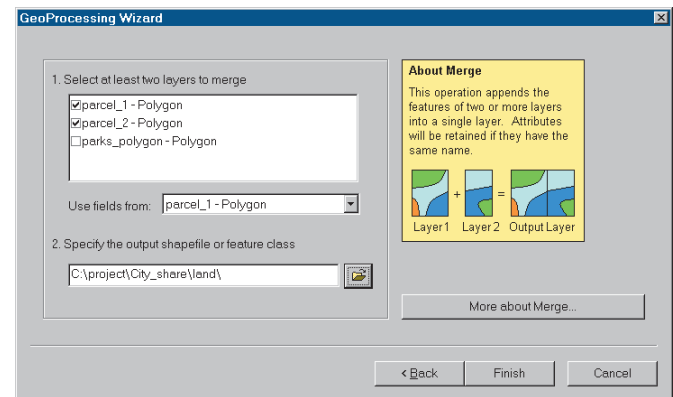 GeoProcessing Wizard
1. Select at least two layers to merge
parcel_1 - Polygon
parcel_2 - Polygon
parks_polygon - Polygon
Use fields from: parcel_1 - Polygon
2. Specify the output shapefile or feature class
C:\project\City_share\land\
About Merge
This operation appends the
features of two or more layers
into a single layer. Attributes
will be retained if they have the
same name.
+ =
Layer 1 Layer 2 Output Layer
More about Merge...
< Back Finish Cancel